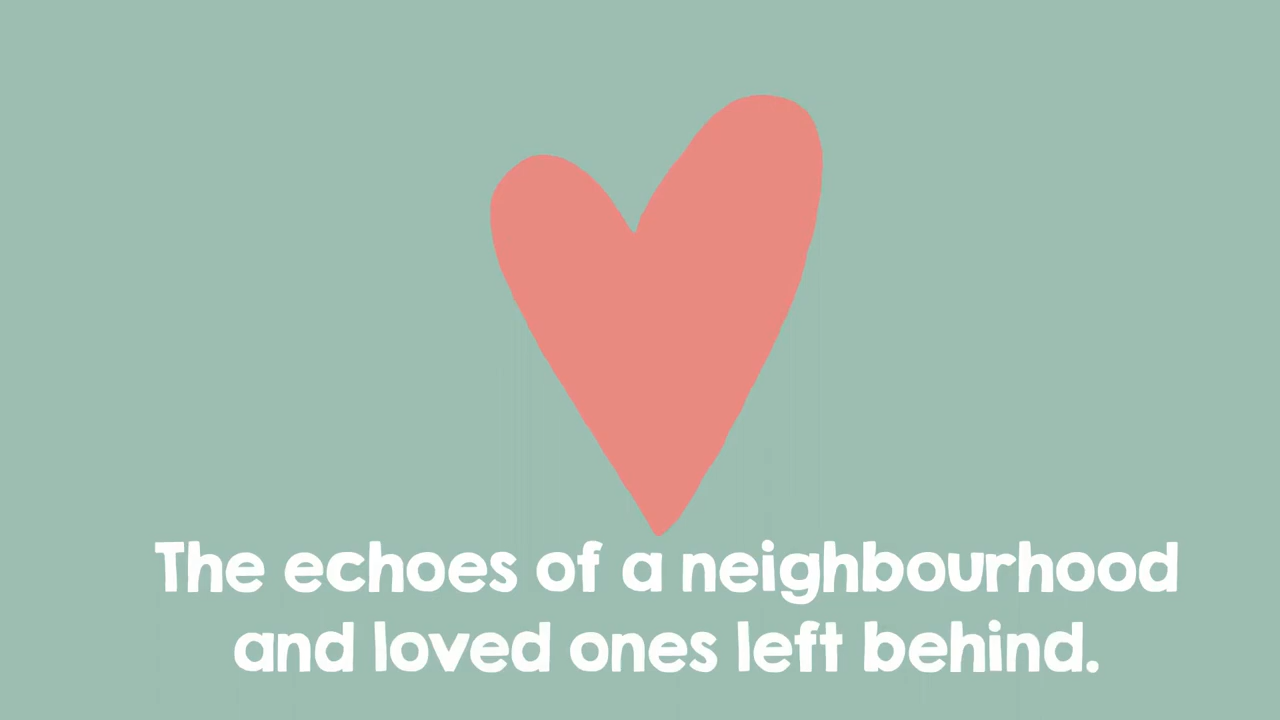 The echoes of a neighbourhood
and loved ones left behind.